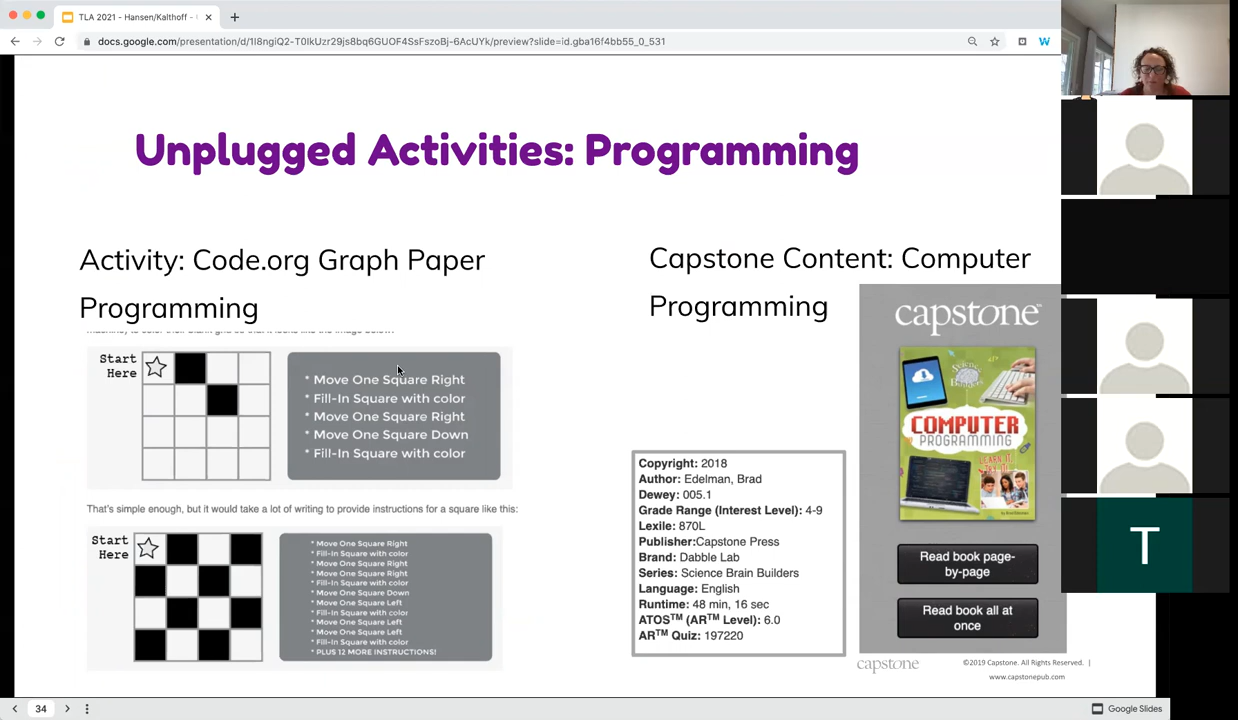 TLA 2021 - Hansen/Kalthoff -
docs.google.com/presentation/d/1I8ngiQ2-T0IkUzr29js8bq6GUOF4SsFszoBj-6AcUYk/preview?slide=id.gba16f4bb55_0_531
W
Unplugged Activities: Programming
Activity: Code.org Graph Paper
Programming
Start
Here
* Move One Square Right
* Fill-In Square with color
* Move One Square Right
* Move One Square Down
* Fill-In Square with color
That's simple enough, but it would take a lot of writing to provide instructions for a square like this:
Start
Here
* Move One Square Right
* Fill-In Square with color
* Move One Square Right
* Move One Square Right
* Fill-In Square with color
* Move One Square Down
* Move One Square Left
* Fill-In Square with color
* Move One Square Left
* Move One Square Left
* Fill-In Square with color
* PLUS 12 MORE INSTRUCTIONS!
Capstone Content: Computer
Programming
Copyright: 2018
Author: Edelman, Brad
Dewey: 005.1
Grade Range (Interest Level): 4-9
Lexile: 870L
Publisher:Capstone Press
Brand: Dabble Lab
Series: Science Brain Builders
Language: English
Runtime: 48 min, 16 sec
ATOS™ (AR™ Level): 6.0
AR™ Quiz: 197220
capstone™
Science
COMPUTER
PROGRAMMING
LEARN IT,
TRY IT!
Read book page-
by-page
Read book all at
once
capstone
©2019 Capstone. All Rights Reserved. |
www.capstonepub.com
T
34
Google Slides